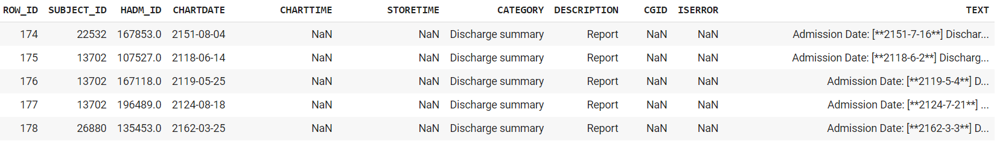 ROW_ID SUBJECT_ID HADM_ID CHARTDATE CHARTTIME STORETIME CATEGORY DESCRIPTION CGID ISERROR TEXT
174 22532 167853.0 2151-08-04 NaN NaN Discharge summary Report NaN NaN Admission Date: [**2151-7-16**] Dischar...
175 13702 107527.0 2118-06-14 NaN NaN Discharge summary Report NaN NaN Admission Date: [**2118-6-2**] Discharg...
176 13702 167118.0 2119-05-25 NaN NaN Discharge summary Report NaN NaN Admission Date: [**2119-5-4**] D...
177 13702 196489.0 2124-08-18 NaN NaN Discharge summary Report NaN NaN Admission Date: [**2124-7-21**] ...
178 26880 135453.0 2162-03-25 NaN NaN Discharge summary Report NaN NaN Admission Date: [**2162-3-3**] D...